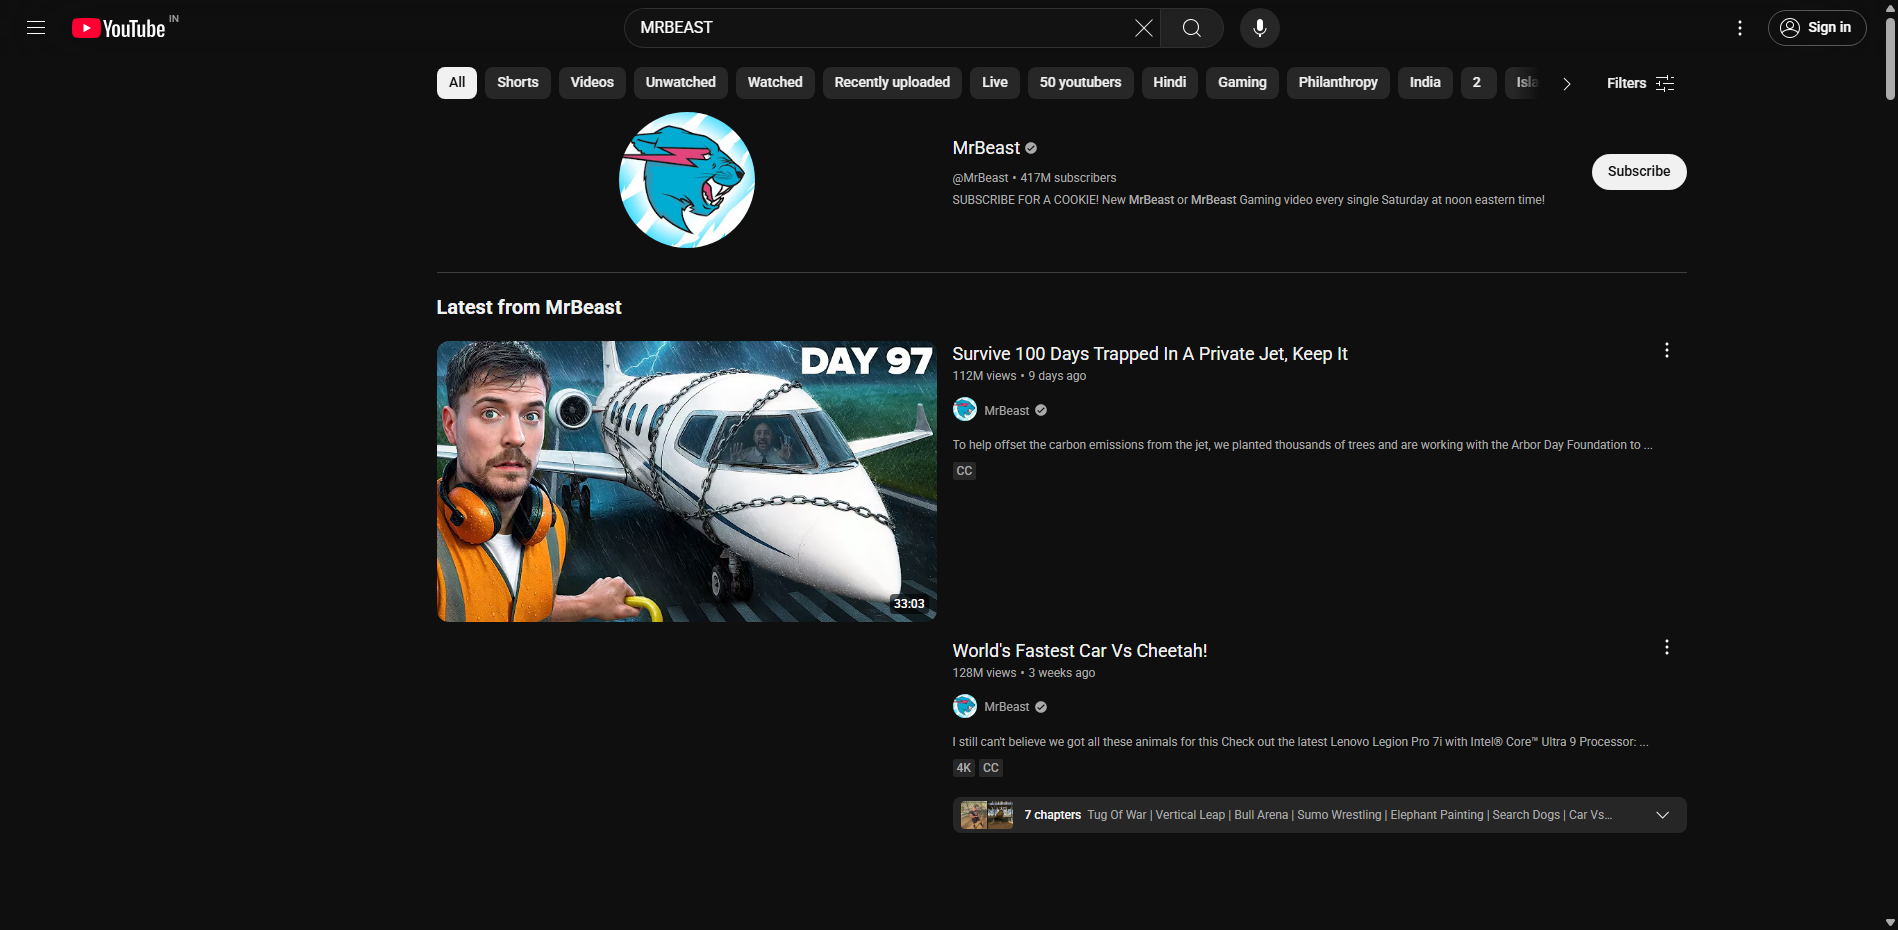 YouTube IN
MRBEAST
Sign in
All
Shorts
Videos
Unwatched
Watched
Recently uploaded
Live
50 youtubers
Hindi
Gaming
Philanthropy
India
2
Isla
Filters
MrBeast
@MrBeast • 417M subscribers
SUBSCRIBE FOR A COOKIE! New MrBeast or MrBeast Gaming video every single Saturday at noon eastern time!
Subscribe
Latest from MrBeast
DAY 97
33:03
Survive 100 Days Trapped In A Private Jet, Keep It
112M views • 9 days ago
MrBeast
To help offset the carbon emissions from the jet, we planted thousands of trees and are working with the Arbor Day Foundation to ...
CC
World's Fastest Car Vs Cheetah!
128M views • 3 weeks ago
MrBeast
I still can't believe we got all these animals for this Check out the latest Lenovo Legion Pro 7i with Intel® Core™ Ultra 9 Processor: ...
4K CC
7 chapters Tug Of War | Vertical Leap | Bull Arena | Sumo Wrestling | Elephant Painting | Search Dogs | Car Vs...